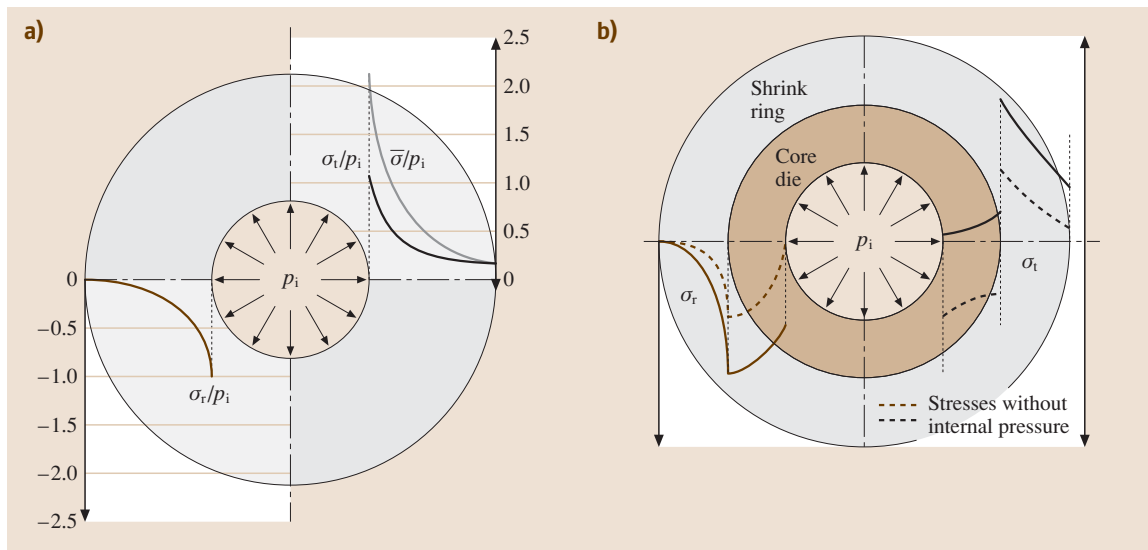 a)
2.5
2.0
1.5
1.0
0.5
0
σt/pi
σ̅/pi
pi
0
−0.5
−1.0
−1.5
−2.0
−2.5
σr/pi
b)
Shrink
ring
Core
die
pi
σr
σt
Stresses without
internal pressure